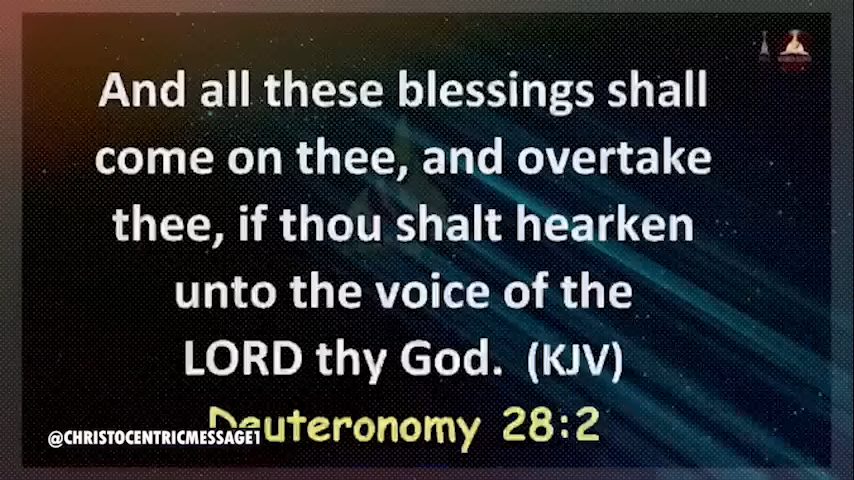 And all these blessings shall
come on thee, and overtake
thee, if thou shalt hearken
unto the voice of the
LORD thy God. (KJV)
Deuteronomy 28:2
@CHRISTOCENTRICMESSAGE1